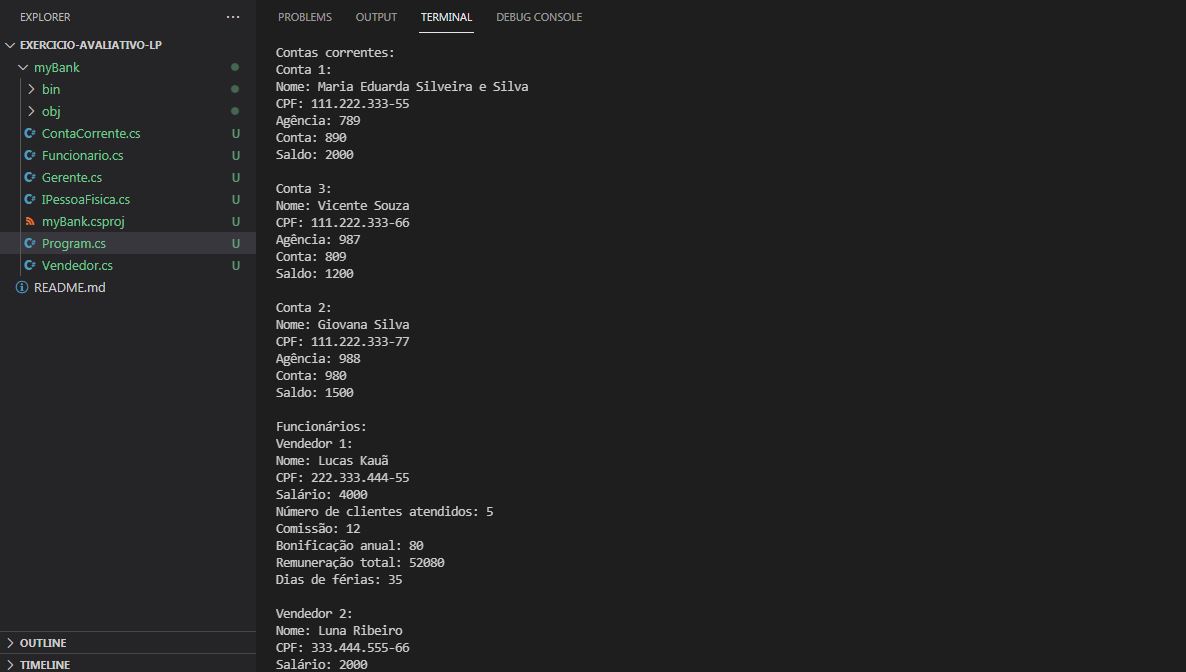 EXPLORER
...
EXERCICIO-AVALIATIVO-LP
myBank
bin
obj
ContaCorrente.cs U
Funcionario.cs U
Gerente.cs U
IPessoaFisica.cs U
myBank.csproj U
Program.cs U
Vendedor.cs U
README.md
OUTLINE
TIMELINE
PROBLEMS OUTPUT TERMINAL DEBUG CONSOLE
Contas correntes:
Conta 1:
Nome: Maria Eduarda Silveira e Silva
CPF: 111.222.333-55
Agência: 789
Conta: 890
Saldo: 2000
Conta 3:
Nome: Vicente Souza
CPF: 111.222.333-66
Agência: 987
Conta: 809
Saldo: 1200
Conta 2:
Nome: Giovana Silva
CPF: 111.222.333-77
Agência: 988
Conta: 980
Saldo: 1500
Funcionários:
Vendedor 1:
Nome: Lucas Kauã
CPF: 222.333.444-55
Salário: 4000
Número de clientes atendidos: 5
Comissão: 12
Bonificação anual: 80
Remuneração total: 52080
Dias de férias: 35
Vendedor 2:
Nome: Luna Ribeiro
CPF: 333.444.555-66
Salário: 2000